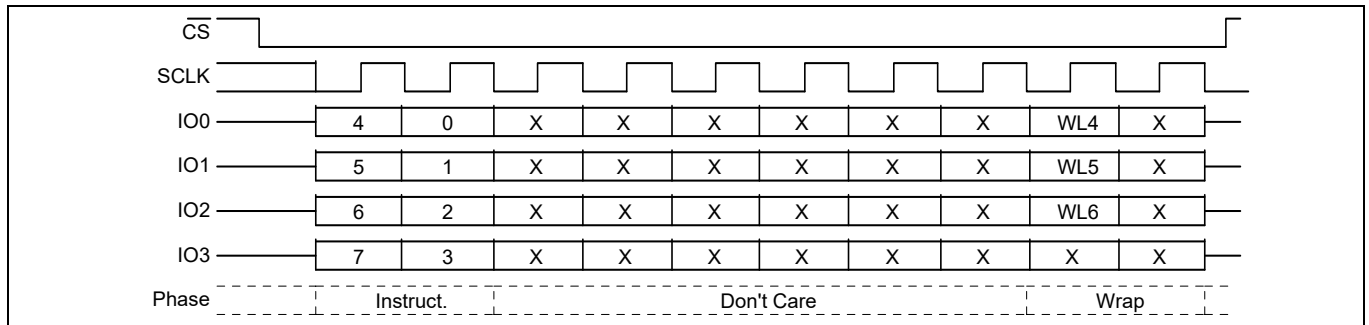 CS
SCLK
IO0 4 0 X X X X X X WL4 X
IO1 5 1 X X X X X X WL5 X
IO2 6 2 X X X X X X WL6 X
IO3 7 3 X X X X X X X X
Phase Instruct. Don't Care Wrap